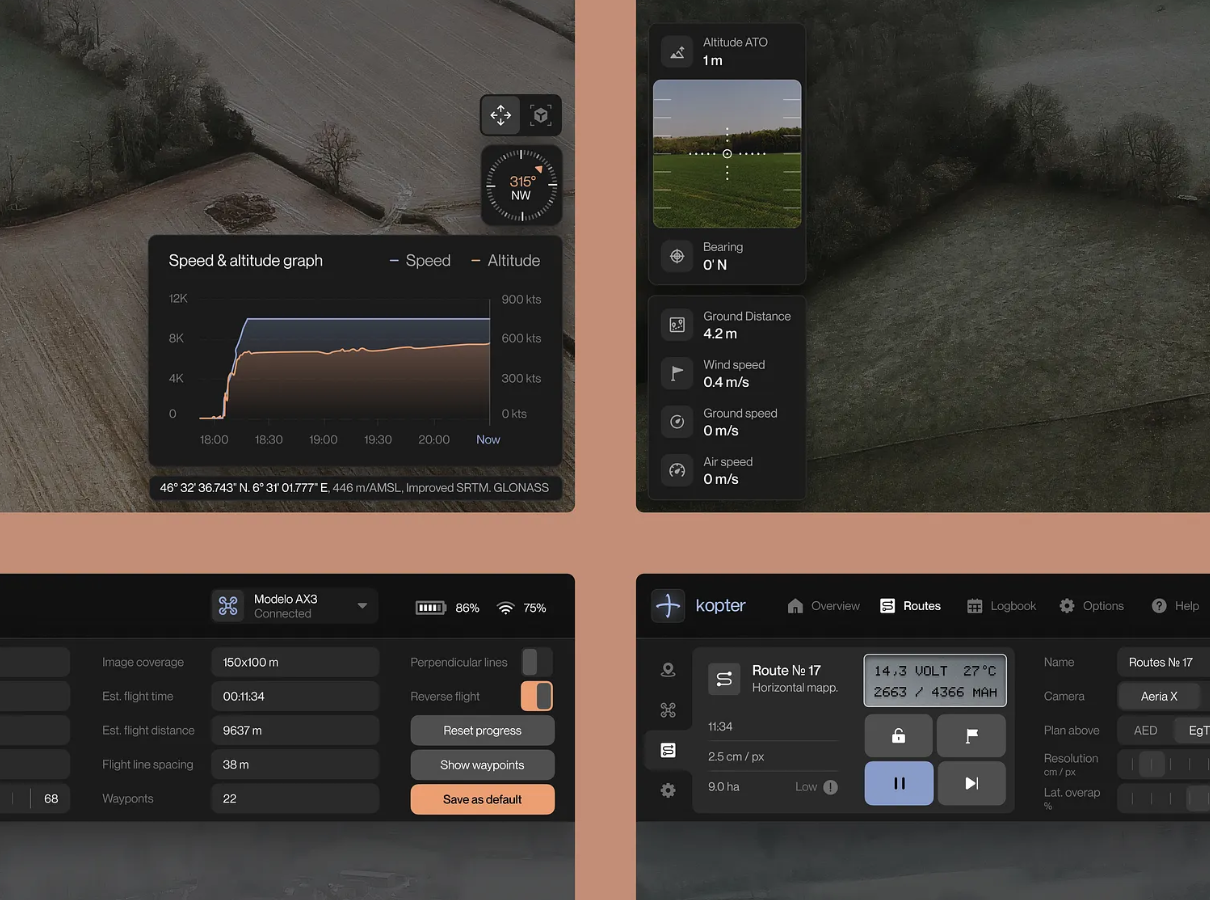 315°
NW
Speed & altitude graph
Speed
Altitude
12K
8K
4K
0
900 kts
600 kts
300 kts
0 kts
18:00 18:30 19:00 19:30 20:00 Now
46° 32' 36.743" N. 6° 31' 01.777" E, 446 m/AMSL, Improved SRTM. GLONASS
Altitude ATO
1 m
Bearing
0' N
Ground Distance
4.2 m
Wind speed
0.4 m/s
Ground speed
0 m/s
Air speed
0 m/s
Modelo AX3
Connected
86%
75%
Image coverage
150x100 m
Est. flight time
00:11:34
Est. flight distance
9637 m
Flight line spacing
38 m
68
Wayponts
22
Perpendicular lines
Reverse flight
Reset progress
Show waypoints
Save as default
kopter
Overview
Routes
Logbook
Options
Help
Route № 17
Horizontal mapp.
11:34
2.5 cm / px
9.0 ha
Low
14,3 VOLT 27°C
2663 / 4366 MAH
Name
Routes № 17
Camera
Aeria X
Plan above
AED
EgT
Resolution
cm / px
Lat. overap
%